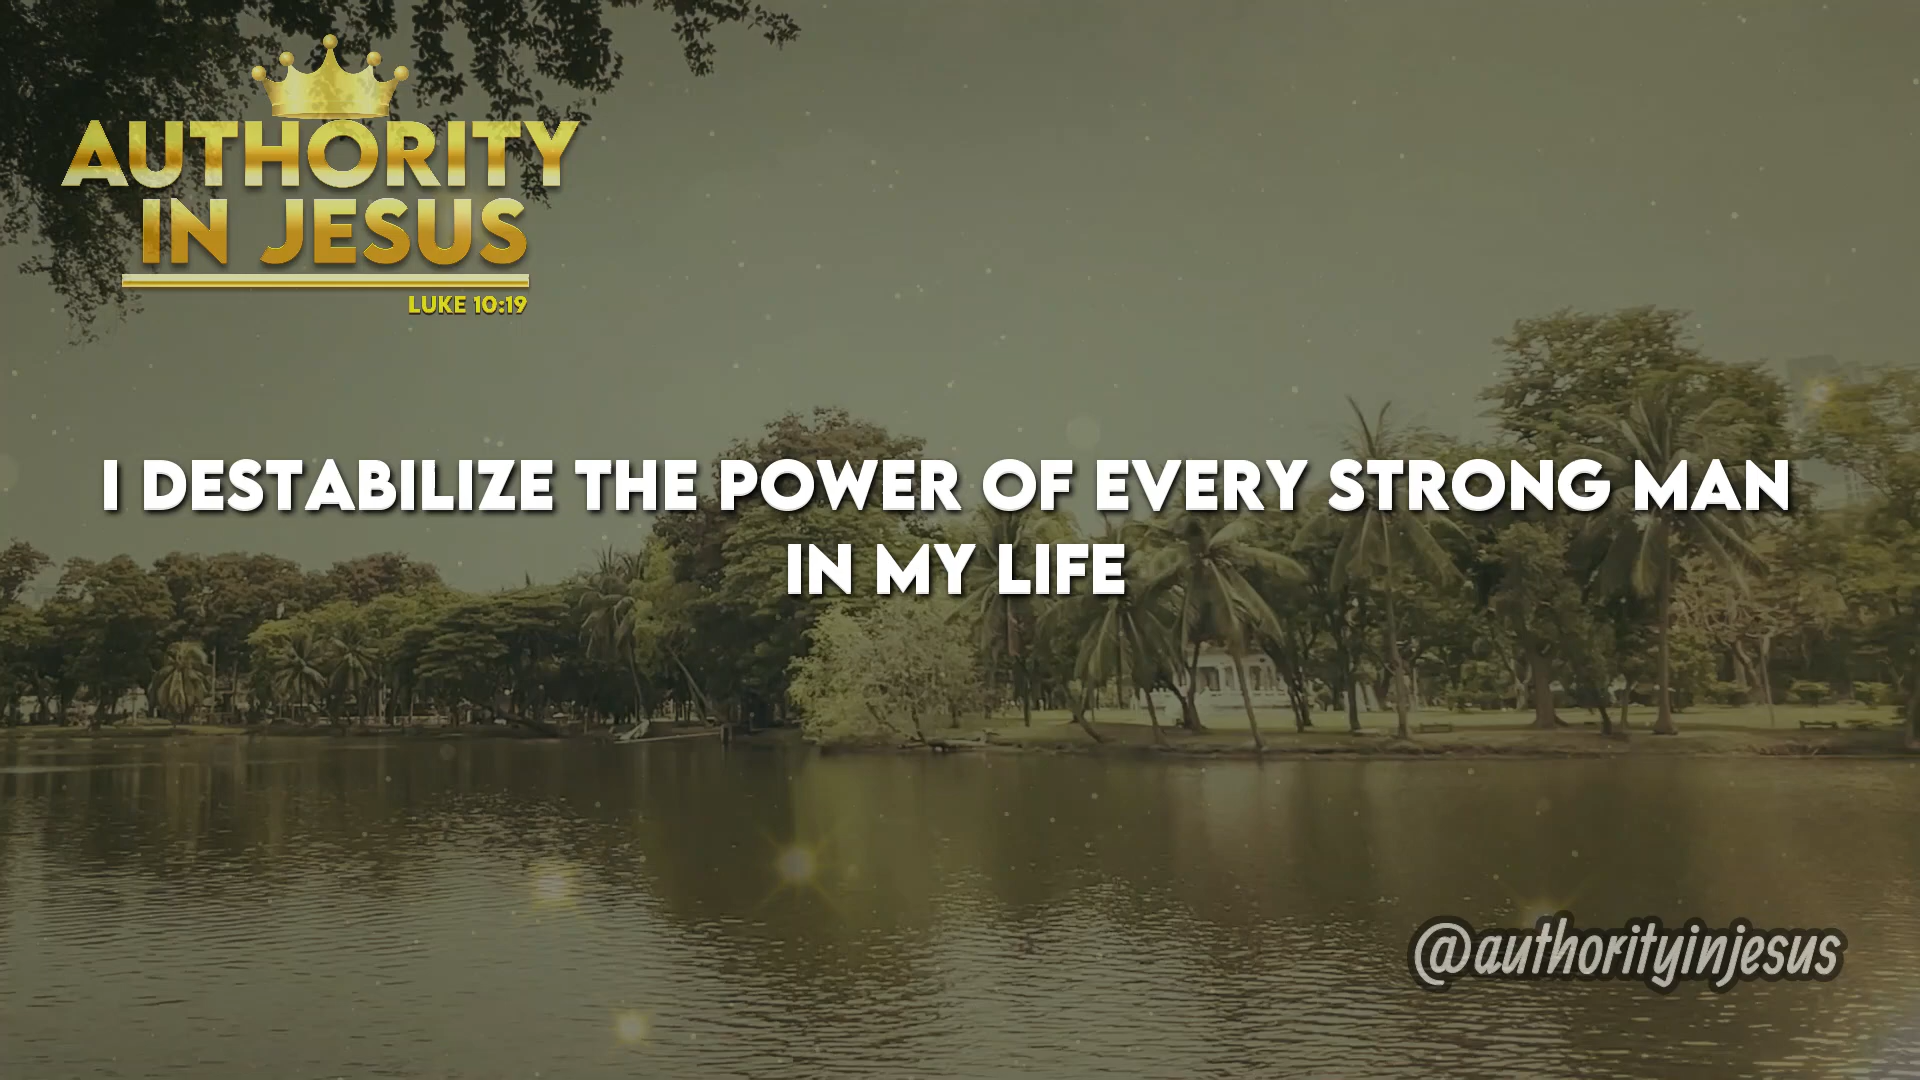 AUTHORITY
IN JESUS
LUKE 10:19
I DESTABILIZE THE POWER OF EVERY STRONG MAN
IN MY LIFE
@authorityinjesus